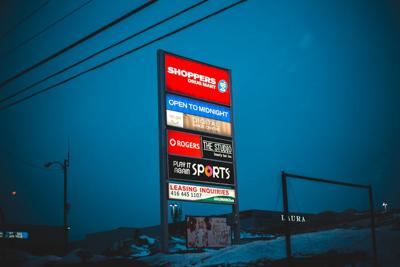 SHOPPERS
DRUG MART
OPEN TO MIDNIGHT
DIGITAL
ROGERS
THE STUDIO
PLAY IT
AGAIN
SPORTS
LEASING INQUIRIES
416 445 1107
LAURA